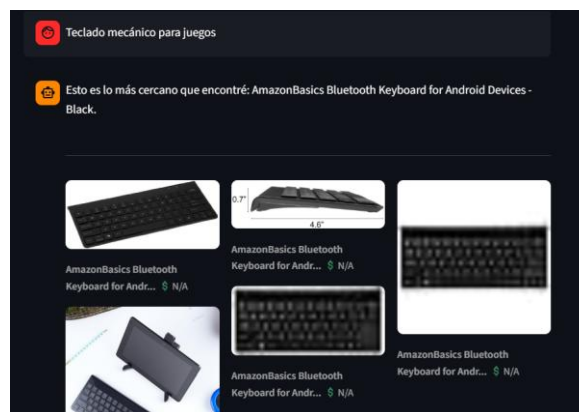 Teclado mecánico para juegos
Esto es lo más cercano que encontré: AmazonBasics Bluetooth Keyboard for Android Devices -
Black.
0.7"
4.6"
AmazonBasics Bluetooth
Keyboard for Andr... $ N/A
AmazonBasics Bluetooth
Keyboard for Andr... $ N/A
AmazonBasics Bluetooth
Keyboard for Andr... $ N/A
AmazonBasics Bluetooth
Keyboard for Andr... $ N/A